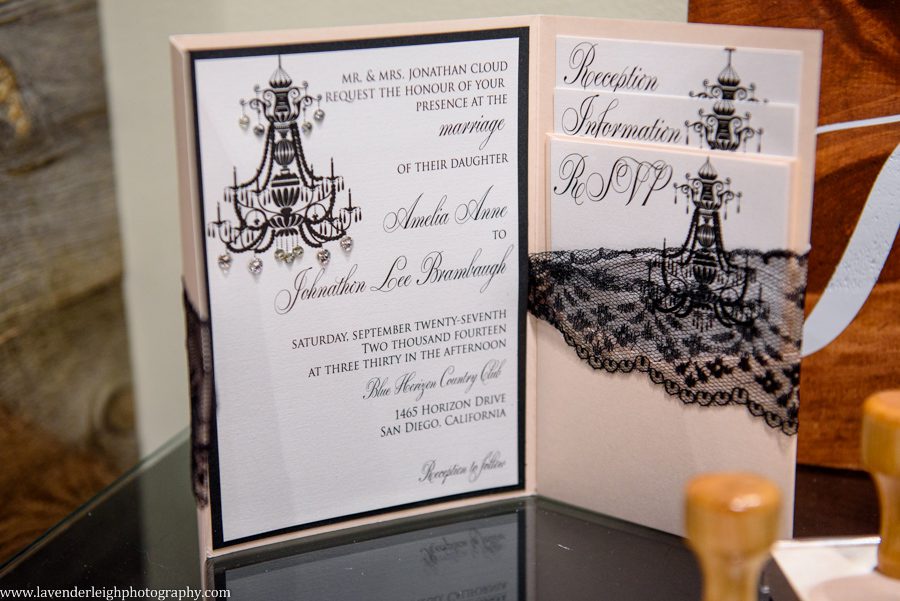 MR. & MRS. JONATHAN CLOUD
REQUEST THE HONOUR OF YOUR
PRESENCE AT THE
marriage
OF THEIR DAUGHTER
Amelia Anne
TO
Johnathin Lee Brambaugh
SATURDAY, SEPTEMBER TWENTY-SEVENTH
TWO THOUSAND FOURTEEN
AT THREE THIRTY IN THE AFTERNOON
Blue Horizon Country Club
1465 HORIZON DRIVE
SAN DIEGO, CALIFORNIA
Reception to follow
Reception
Information
RSVP
www.lavenderleighphotography.com